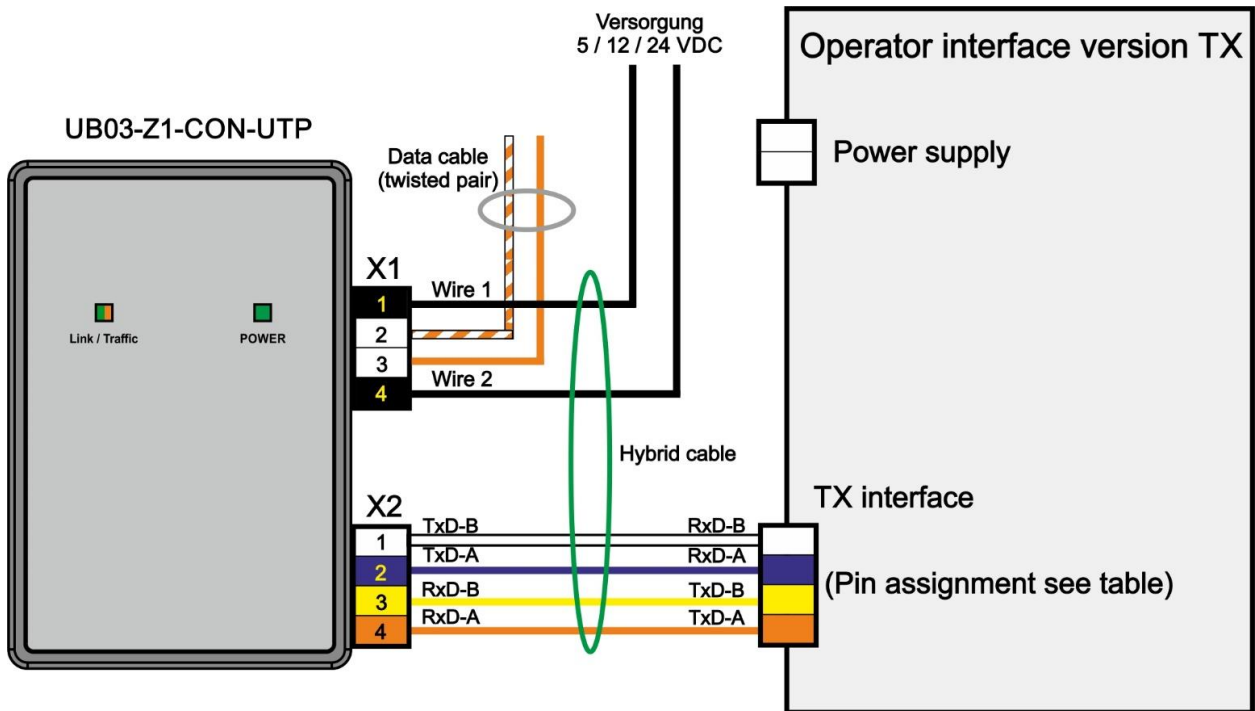 Versorgung
5 / 12 / 24 VDC
Operator interface version TX
UB03-Z1-CON-UTP
Data cable
(twisted pair)
Power supply
X1
1
Wire 1
2
3
4
Wire 2
Link / Traffic
POWER
Hybrid cable
TX interface
X2
1
TxD-B
RxD-B
2
TxD-A
RxD-A
3
RxD-B
TxD-B
4
RxD-A
TxD-A
(Pin assignment see table)